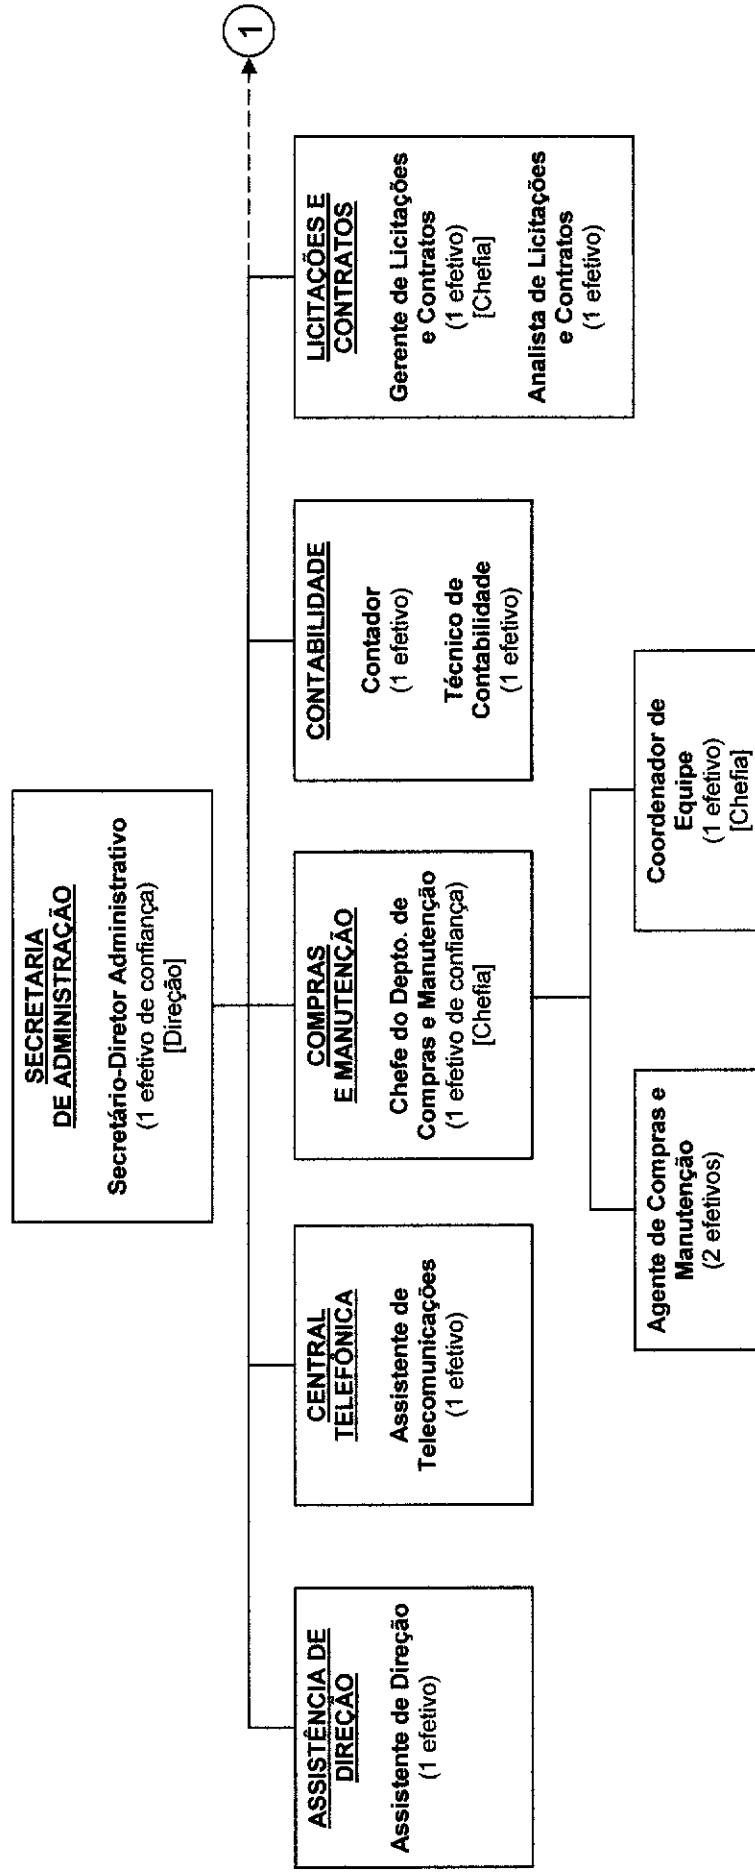 SECRETARIA
DE ADMINISTRAÇÃO
Secretário-Diretor Administrativo
(1 efetivo de confiança)
[Direção]
1
ASSISTÊNCIA DE
DIREÇÃO
Assistente de Direção
(1 efetivo)
CENTRAL
TELEFÔNICA
Assistente de
Telecomunicações
(1 efetivo)
COMPRAS
E MANUTENÇÃO
Chefe do Depto. de
Compras e Manutenção
(1 efetivo de confiança)
[Chefia]
CONTABILIDADE
Contador
(1 efetivo)
Técnico de
Contabilidade
(1 efetivo)
LICITAÇÕES E
CONTRATOS
Gerente de Licitações
e Contratos
(1 efetivo)
[Chefia]
Analista de Licitações
e Contratos
(1 efetivo)
Agente de Compras e
Manutenção
(2 efetivos)
Coordenador de
Equipe
(1 efetivo)
[Chefia]